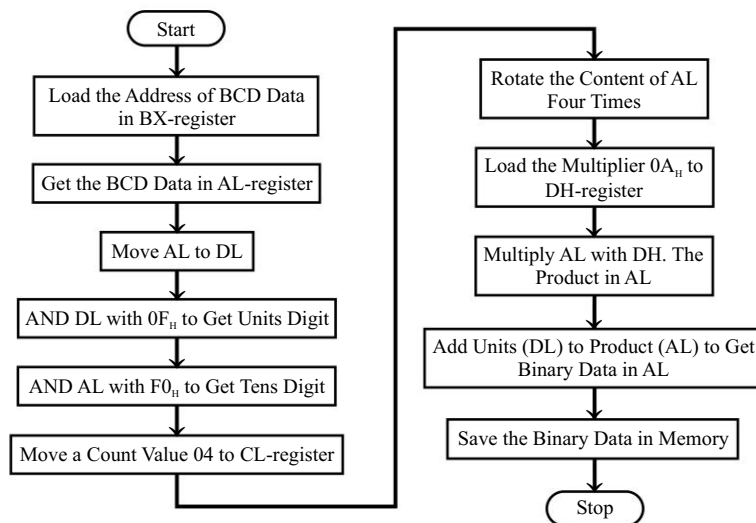 Start
Load the Address of BCD Data
in BX-register
Get the BCD Data in AL-register
Move AL to DL
AND DL with 0F_H to Get Units Digit
AND AL with F0_H to Get Tens Digit
Move a Count Value 04 to CL-register
Rotate the Content of AL
Four Times
Load the Multiplier 0A_H to
DH-register
Multiply AL with DH. The
Product in AL
Add Units (DL) to Product (AL) to Get
Binary Data in AL
Save the Binary Data in Memory
Stop